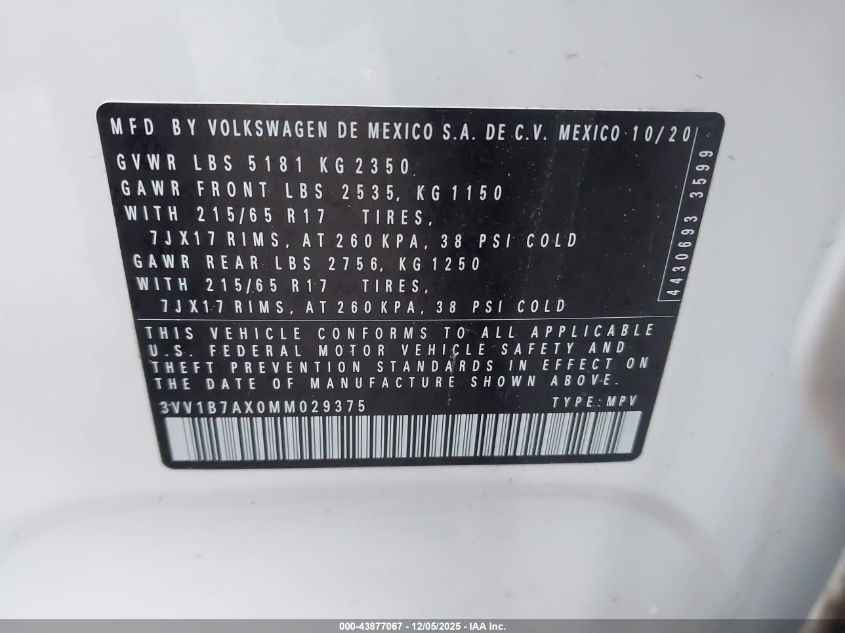 MFD BY VOLKSWAGEN DE MEXICO S.A. DE C.V. MEXICO 10/20
GVWR LBS 5181 KG 2350
GAWR FRONT LBS 2535, KG 1150
WITH 215/65 R17 TIRES,
7JX17 RIMS, AT 260 KPA, 38 PSI COLD
GAWR REAR LBS 2756, KG 1250
WITH 215/65 R17 TIRES,
7JX17 RIMS, AT 260 KPA, 38 PSI COLD
4430693 3599
THIS VEHICLE CONFORMS TO ALL APPLICABLE
U.S. FEDERAL MOTOR VEHICLE SAFETY AND
THEFT PREVENTION STANDARDS IN EFFECT ON
THE DATE OF MANUFACTURE SHOWN ABOVE.
3VV1B7AX0MM029375 TYPE: MPV
000-43877067 - 12/05/2025 - IAA Inc.